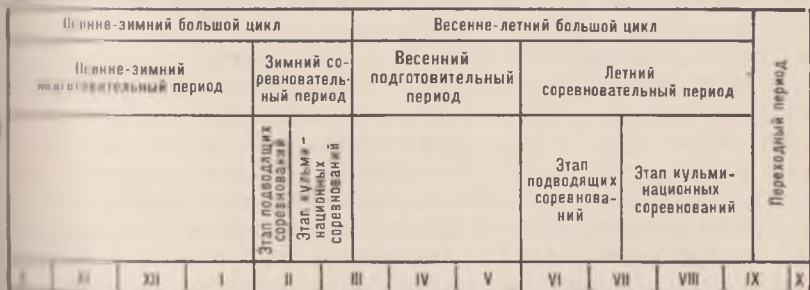 Осенне-зимний большой цикл
Весенне-летний большой цикл
Осенне-зимний
подготовительный период
Зимний со-
ревнователь-
ный период
Весенний
подготовительный
период
Летний
соревновательный период
Переходный период
Этап подводящих
соревнований
Этап кульми-
национных
соревнований
Этап
подводящих
соревнова-
ний
Этап кульми-
национных
соревнований
XI XII I II III IV V VI VII VIII IX X